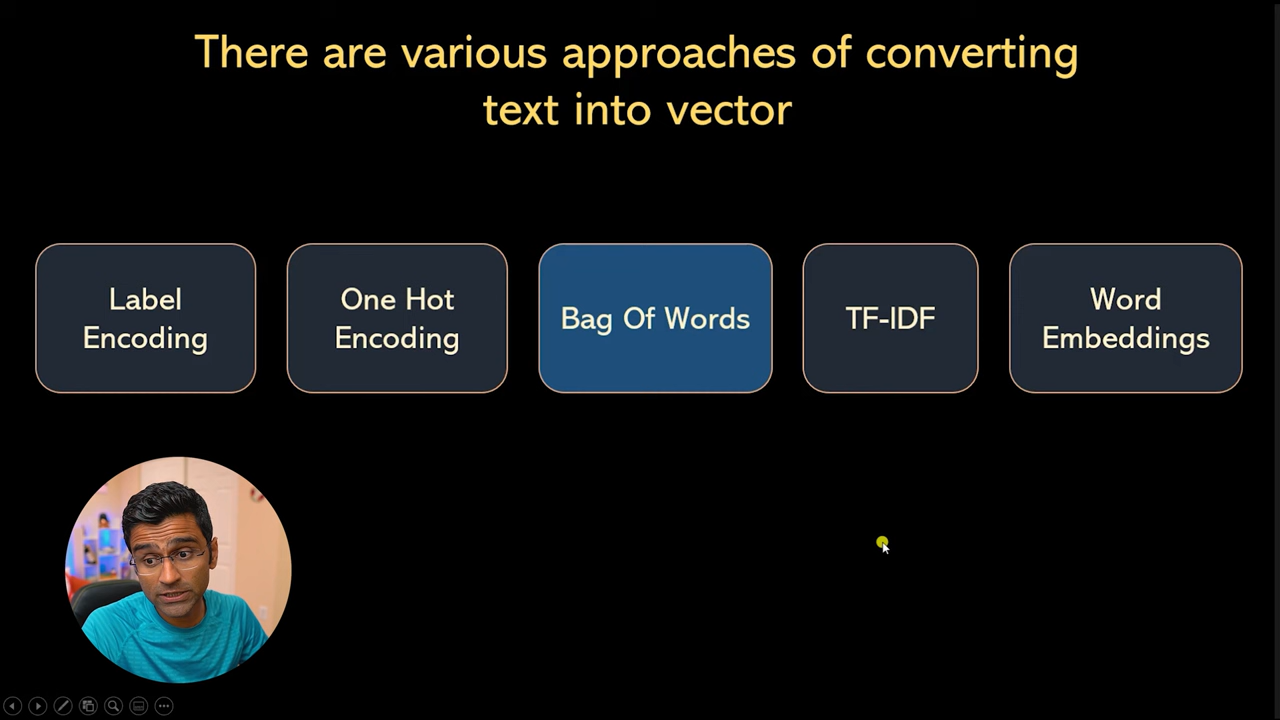 There are various approaches of converting
text into vector
Label
Encoding
One Hot
Encoding
Bag Of Words
TF-IDF
Word
Embeddings